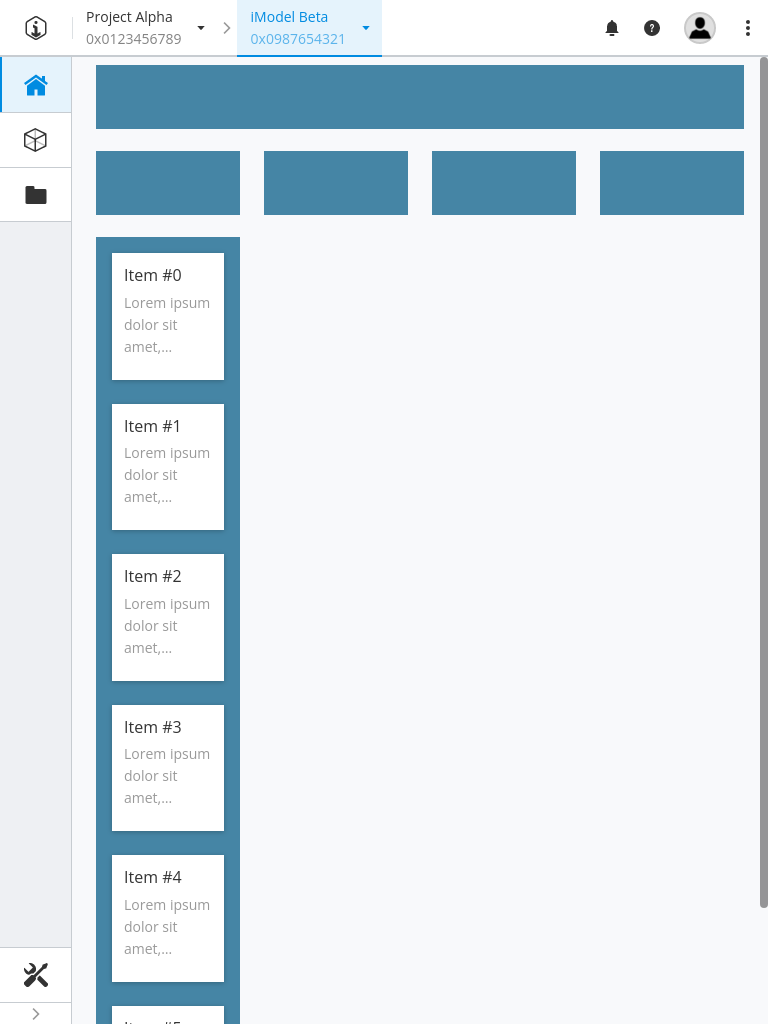 Project Alpha
0x0123456789
iModel Beta
0x0987654321
Item #0
Lorem ipsum
dolor sit
amet,...
Item #1
Lorem ipsum
dolor sit
amet,...
Item #2
Lorem ipsum
dolor sit
amet,...
Item #3
Lorem ipsum
dolor sit
amet,...
Item #4
Lorem ipsum
dolor sit
amet,...
Item #5